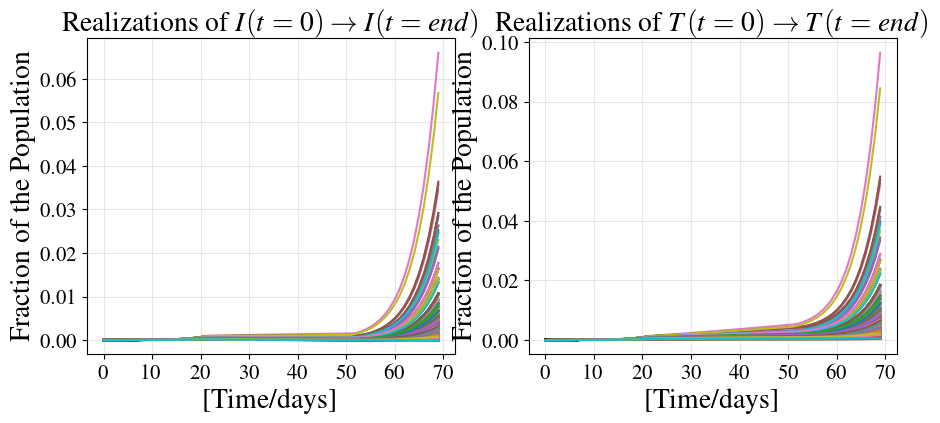 Realizations of I(t = 0) → I(t = end)
Fraction of the Population
0.06
0.05
0.04
0.03
0.02
0.01
0.00
0 10 20 30 40 50 60 70
[Time/days]
Realizations of T(t = 0) → T(t = end)
Fraction of the Population
0.10
0.08
0.06
0.04
0.02
0.00
0 10 20 30 40 50 60 70
[Time/days]